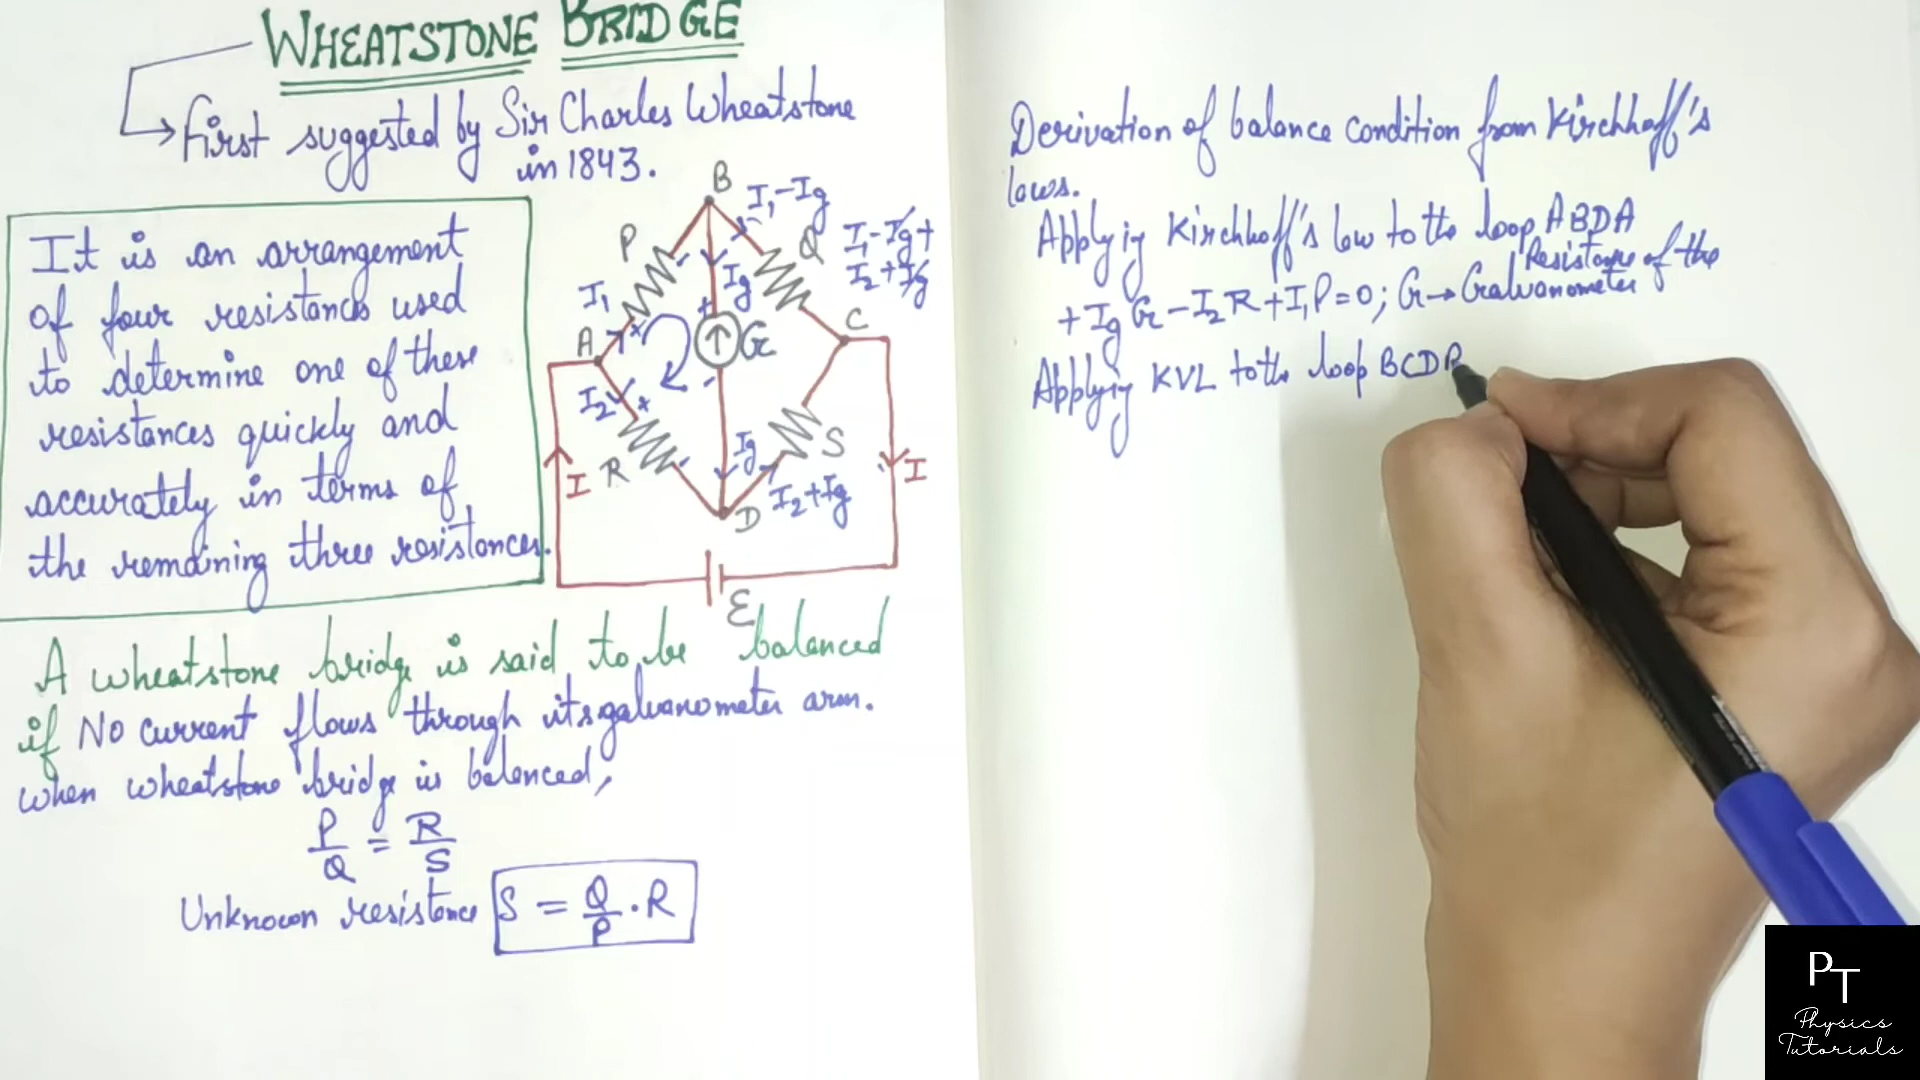 WHEATSTONE BRIDGE
First suggested by Sir Charles Wheatstone
in 1843.
It is an arrangement
of four resistances used
to determine one of these
resistances quickly and
accurately in terms of
the remaining three resistances.
B
I₁-Ig
P
Q
I₁-Ig+
I₂+Ig
I₁
Ig
+
A
+
G
C
-
I₂
+
-
Ig
S
R
I
I
D
I₂+Ig
ε
A wheatstone bridge is said to be balanced
if No current flows through its galvanometer arm.
when wheatstone bridge is balanced,
P/Q = R/S
Unknown resistance S = Q/P · R
Derivation of balance condition from Kirchhoff's
laws.
Applying Kirchhoff's law to the loop ABDA
+ IgG - I₂R + I₁P = 0; G → Resistance of the
Galvanometer
Applying KVL to the loop BCDB
PT
Physics
Tutorials